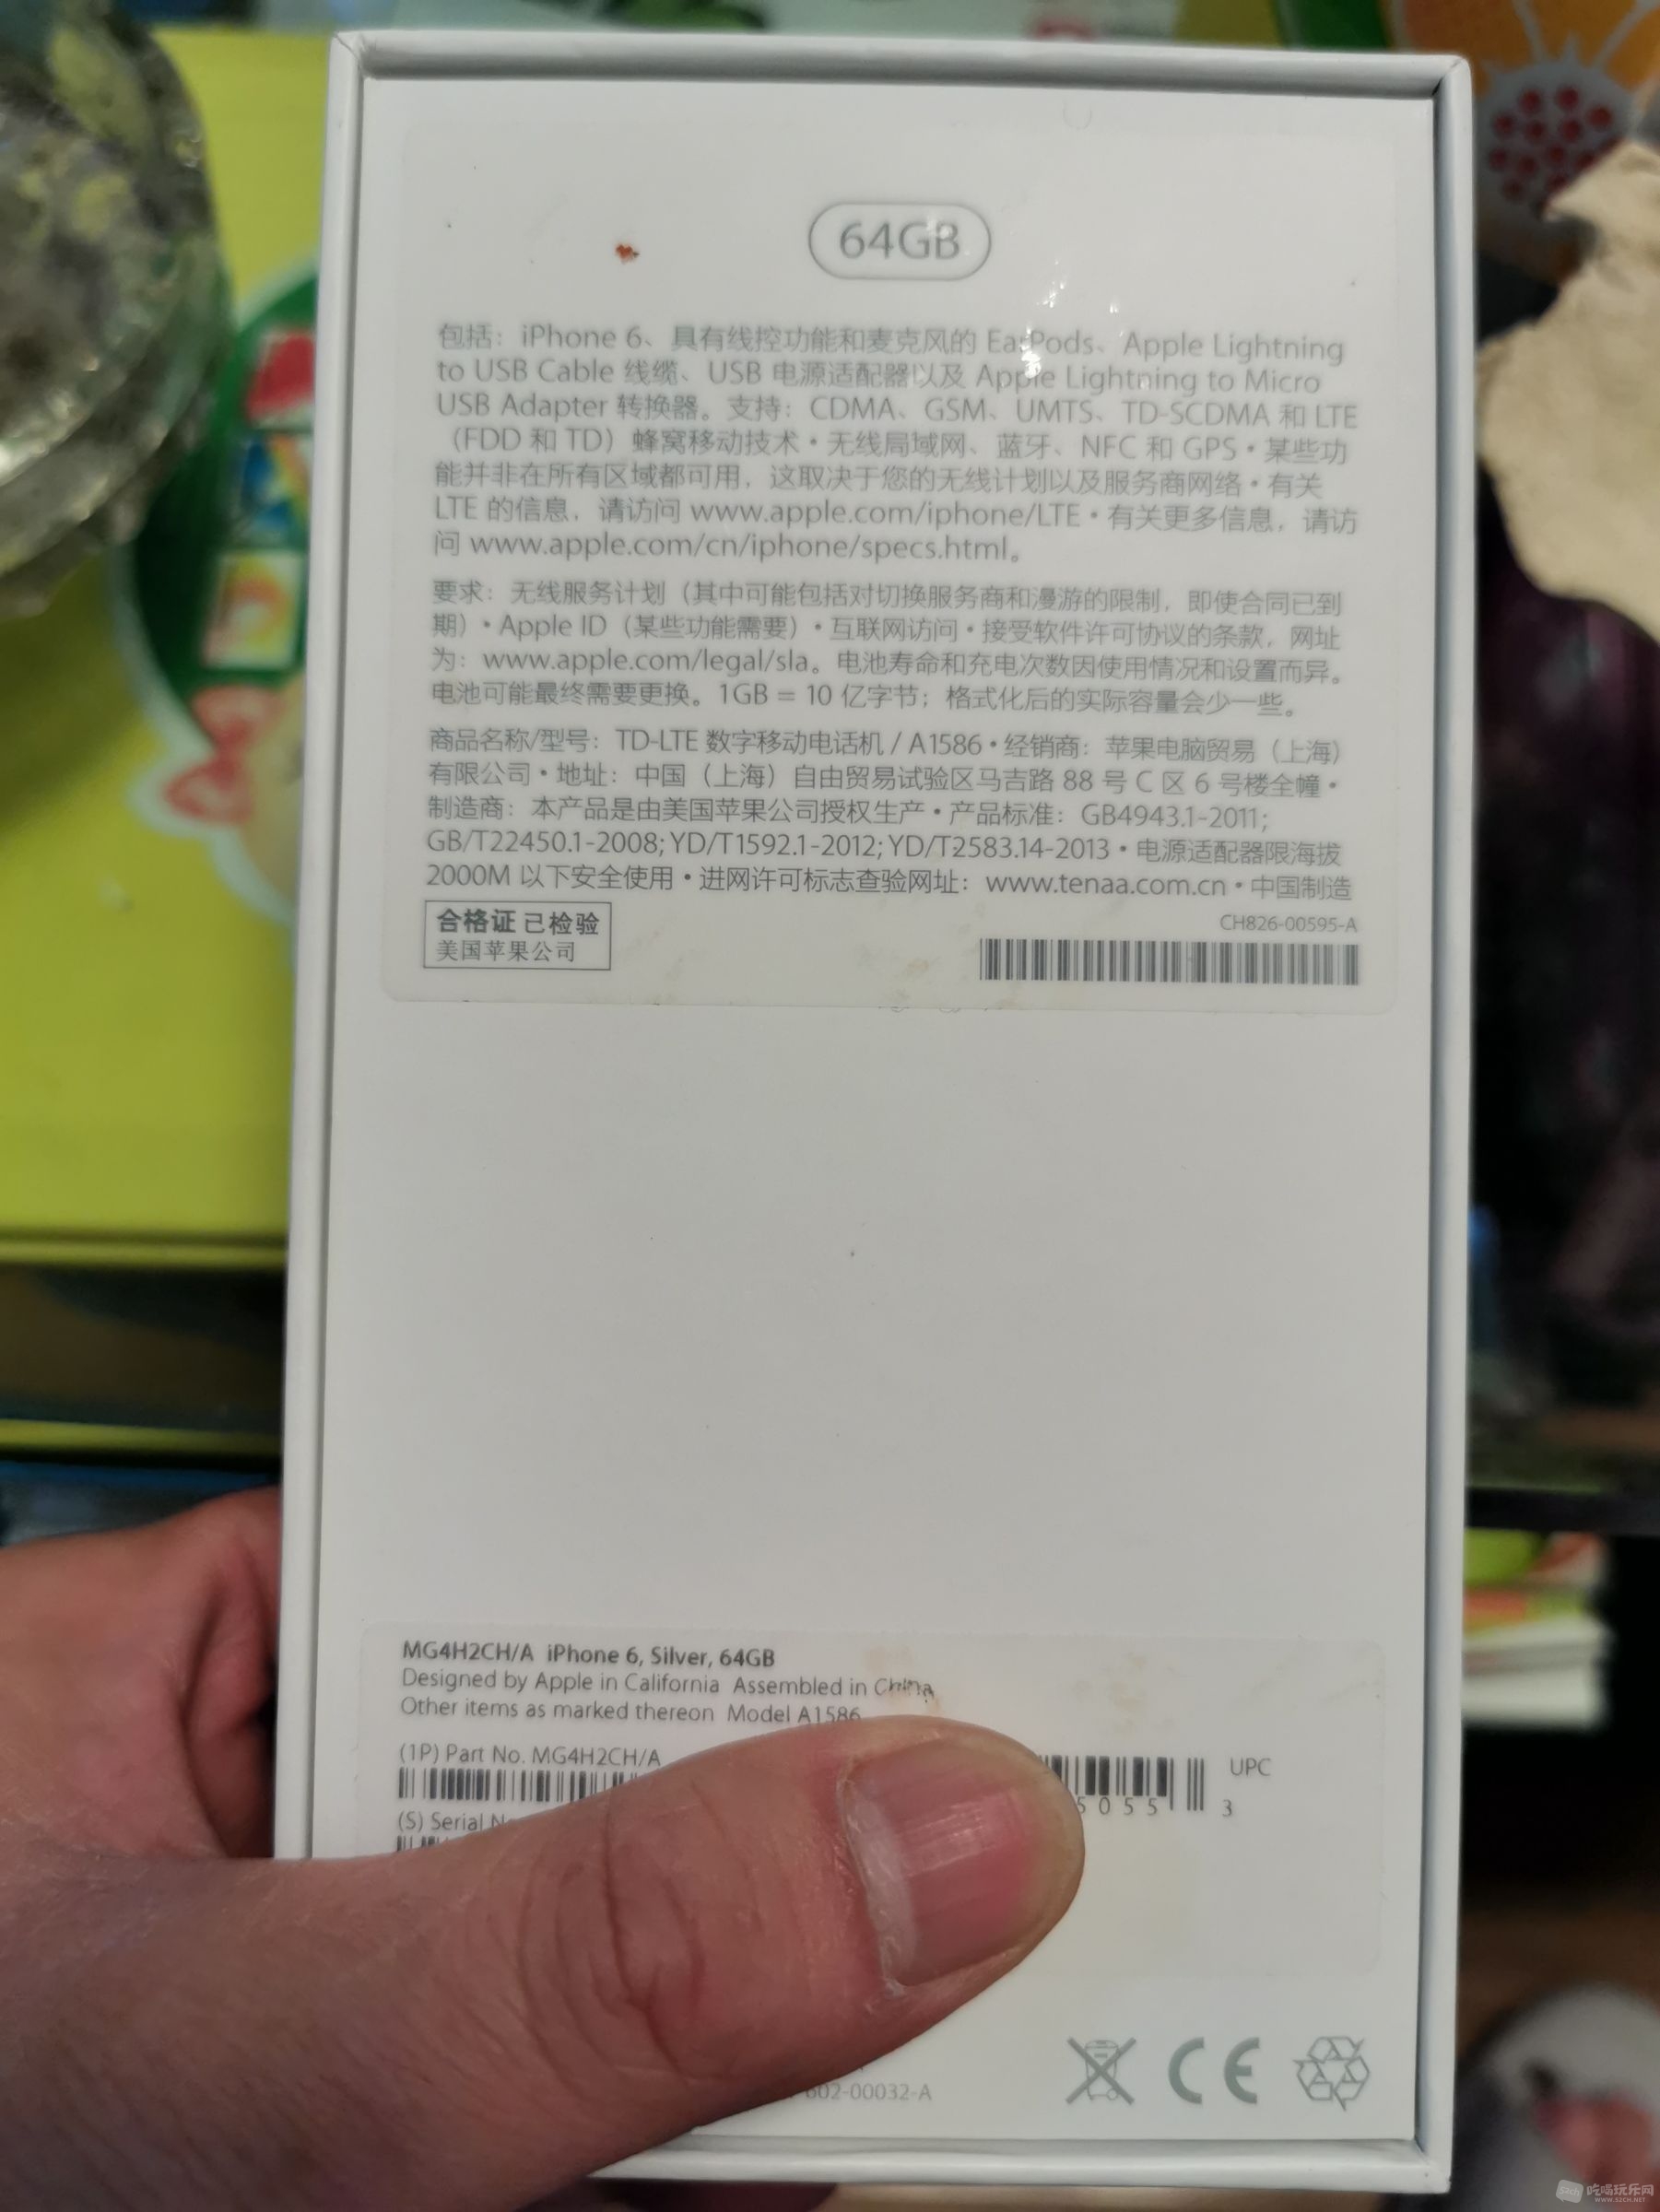 64GB
包括：iPhone 6、具有线控功能和麦克风的 EarPods、Apple Lightning
to USB Cable 线缆、USB 电源适配器以及 Apple Lightning to Micro
USB Adapter 转换器。支持：CDMA、GSM、UMTS、TD-SCDMA 和 LTE
（FDD 和 TD）蜂窝移动技术•无线局域网、蓝牙、NFC 和 GPS•某些功
能并非在所有区域都可用，这取决于您的无线计划以及服务商网络•有关
LTE 的信息，请访问 www.apple.com/iphone/LTE•有关更多信息，请访
问 www.apple.com/cn/iphone/specs.html。
要求：无线服务计划（其中可能包括对切换服务商和漫游的限制，即使合同已到
期）•Apple ID（某些功能需要）•互联网访问•接受软件许可协议的条款，网址
为：www.apple.com/legal/sla。电池寿命和充电次数因使用情况和设置而异。
电池可能最终需要更换。1GB = 10 亿字节；格式化后的实际容量会少一些。
商品名称/型号：TD-LTE 数字移动电话机 / A1586•经销商：苹果电脑贸易（上海）
有限公司•地址：中国（上海）自由贸易试验区马吉路 88 号 C 区 6 号楼全幢•
制造商：本产品是由美国苹果公司授权生产•产品标准：GB4943.1-2011;
GB/T22450.1-2008; YD/T1592.1-2012; YD/T2583.14-2013•电源适配器限海拔
2000M 以下安全使用•进网许可标志查验网址：www.tenaa.com.cn•中国制造
合格证 已检验
美国苹果公司
CH826-00595-A
MG4H2CH/A iPhone 6, Silver, 64GB
Designed by Apple in California Assembled in China
Other items as marked thereon Model A1586
(1P) Part No. MG4H2CH/A
UPC
5055 3
(S) Serial No
602-00032-A
CE
吃喝玩乐网
WWW.52CH.NET